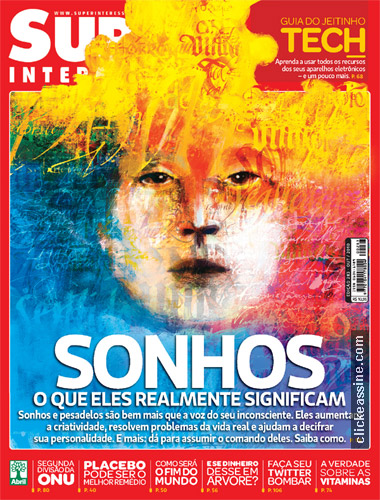 WWW.SUPERINTERESS
SUP
INTER
GUIA DO JEITINHO
TECH
Aprenda a usar todos os recursos
dos seus aparelhos eletrônicos
– e um pouco mais. P. 68
SONHOS
O QUE ELES REALMENTE SIGNIFICAM
Sonhos e pesadelos são bem mais que a voz do seu inconsciente. Eles aumenta
a criatividade, resolvem problemas da vida real e ajudam a decifrar
sua personalidade. E mais: dá para assumir o comando deles. Saiba como.
clickeassine.com
Abril
SEGUNDA
DIVISÃO DA
ONU
P. 80
PLACEBO
PODE SER O
MELHOR REMÉDIO
P. 40
COMO SERÁ
O FIM DO
MUNDO
P. 50
E SE DINHEIRO
DESSE EM
ÁRVORE?
P. 56
FAÇA SEU
TWITTER
BOMBAR
P. 106
A VERDADE
SOBRE AS
VITAMINAS
P. 74